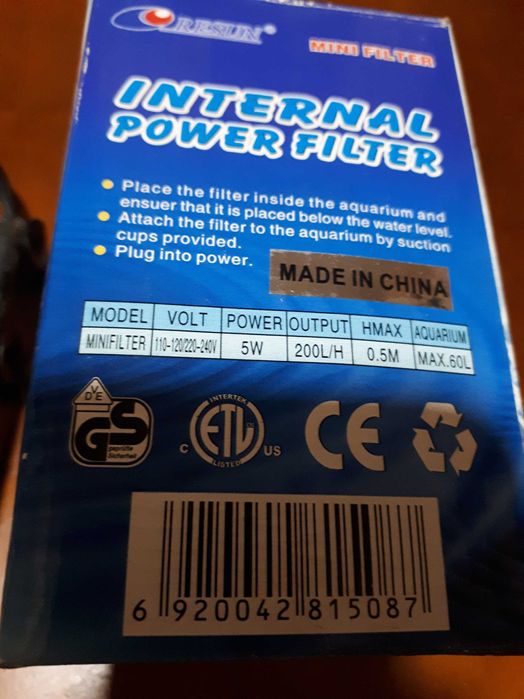 RESUN®
MINI FILTER
INTERNAL
POWER FILTER
Place the filter inside the aquarium and
ensuer that it is placed below the water level.
Attach the filter to the aquarium by suction
cups provided.
Plug into power.
MADE IN CHINA
MODEL VOLT POWER OUTPUT HMAX AQUARIUM
MINIFILTER 110-120/220-240V 5W 200L/H 0.5M MAX.60L
VDE
GS
geprüfte
Sicherheit
INTERTEK
C ETL US
LISTED
CE
6 920042 815087